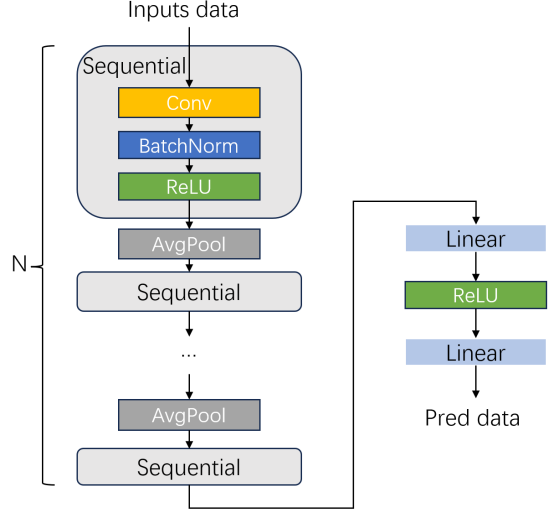 Inputs data
Sequential
Conv
BatchNorm
ReLU
AvgPool
Sequential
...
AvgPool
Sequential
N
Linear
ReLU
Linear
Pred data